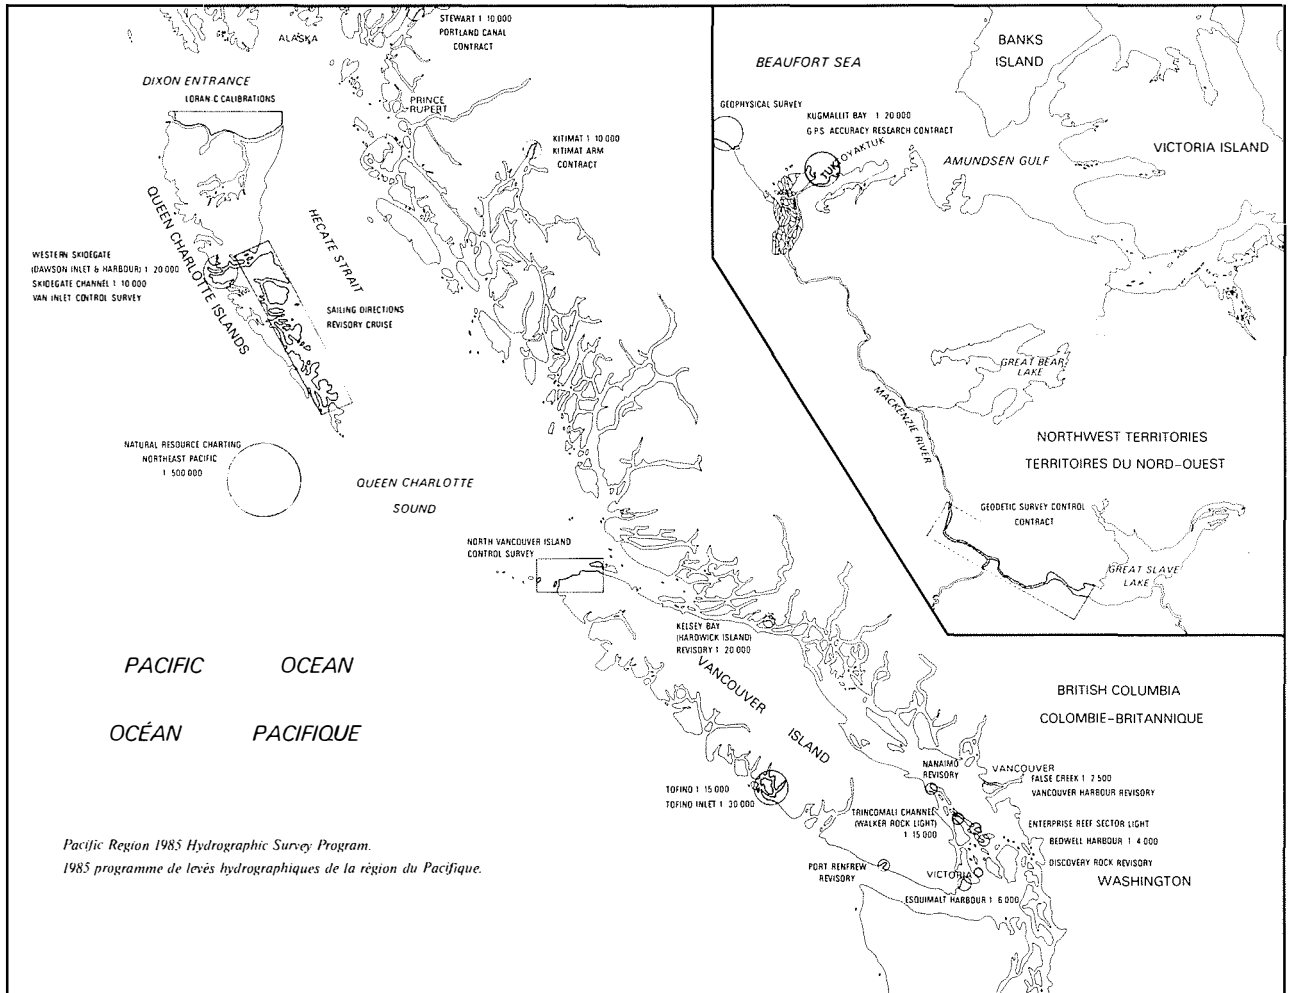 STEWART 1 10 000
PORTLAND CANAL
CONTRACT
ALASKA
DIXON ENTRANCE
LORAN-C CALIBRATIONS
PRINCE
RUPERT
KITIMAT 1 10 000
KITIMAT ARM
CONTRACT
QUEEN CHARLOTTE ISLANDS
HECATE STRAIT
WESTERN SKIDEGATE
(DAWSON INLET & HARBOUR) 1 20 000
SKIDEGATE CHANNEL 1 10 000
VAN INLET CONTROL SURVEY
SAILING DIRECTIONS
REVISORY CRUISE
NATURAL RESOURCE CHARTING
NORTHEAST PACIFIC
1 500 000
QUEEN CHARLOTTE
SOUND
NORTH VANCOUVER ISLAND
CONTROL SURVEY
BEAUFORT SEA
BANKS
ISLAND
GEOPHYSICAL SURVEY
KUGMALLIT BAY 1 20 000
GPS ACCURACY RESEARCH CONTRACT
TUKTOYAKTUK
AMUNDSEN GULF
VICTORIA ISLAND
GREAT BEAR
LAKE
MACKENZIE RIVER
NORTHWEST TERRITORIES
TERRITOIRES DU NORD-OUEST
GEODETIC SURVEY CONTROL
CONTRACT
GREAT SLAVE
LAKE
KELSEY BAY
(HARDWICK ISLAND)
REVISORY 1 20 000
VANCOUVER
ISLAND
PACIFIC OCEAN
OCÉAN PACIFIQUE
BRITISH COLUMBIA
COLOMBIE-BRITANNIQUE
NANAIMO
REVISORY
VANCOUVER
FALSE CREEK 1 2 500
VANCOUVER HARBOUR REVISORY
TOFINO 1 15 000
TOFINO INLET 1 30 000
TRINCOMALI CHANNEL
(WALKER ROCK LIGHT)
1 15 000
ENTERPRISE REEF SECTOR LIGHT
BEDWELL HARBOUR 1 4 000
DISCOVERY ROCK REVISORY
PORT RENFREW
REVISORY
VICTORIA
WASHINGTON
ESQUIMALT HARBOUR 1 6 000
Pacific Region 1985 Hydrographic Survey Program.
1985 programme de levés hydrographiques de la région du Pacifique.